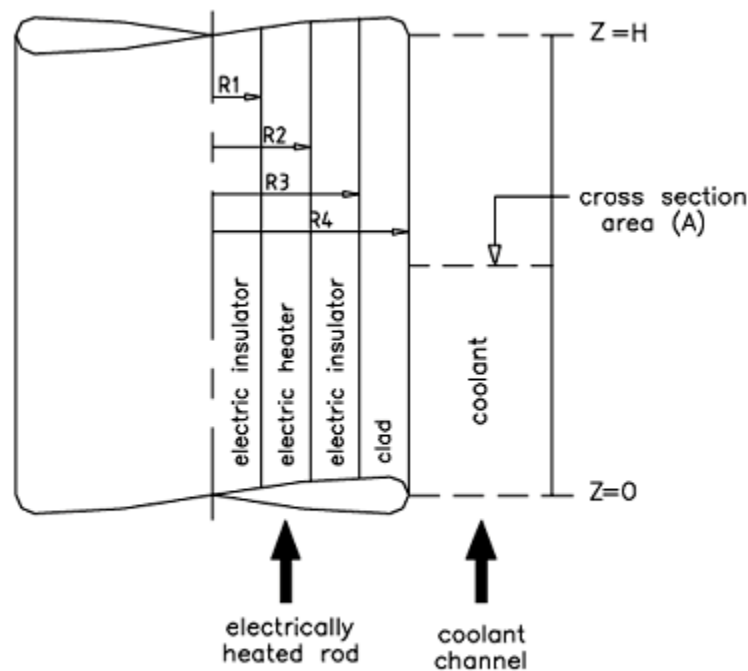 Z=H
R1
R2
R3
R4
cross section
area (A)
electric insulator
electric heater
electric insulator
clad
coolant
Z=0
electrically
heated rod
coolant
channel